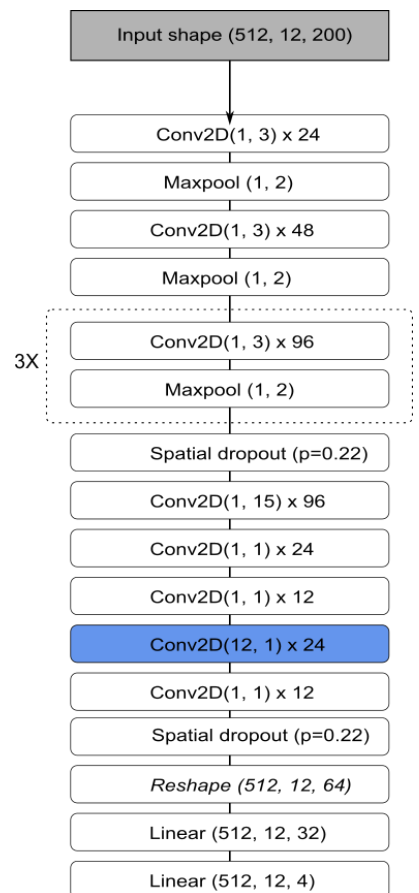 Input shape (512, 12, 200)
Conv2D(1, 3) x 24
Maxpool (1, 2)
Conv2D(1, 3) x 48
Maxpool (1, 2)
3X
Conv2D(1, 3) x 96
Maxpool (1, 2)
Spatial dropout (p=0.22)
Conv2D(1, 15) x 96
Conv2D(1, 1) x 24
Conv2D(1, 1) x 12
Conv2D(12, 1) x 24
Conv2D(1, 1) x 12
Spatial dropout (p=0.22)
Reshape (512, 12, 64)
Linear (512, 12, 32)
Linear (512, 12, 4)